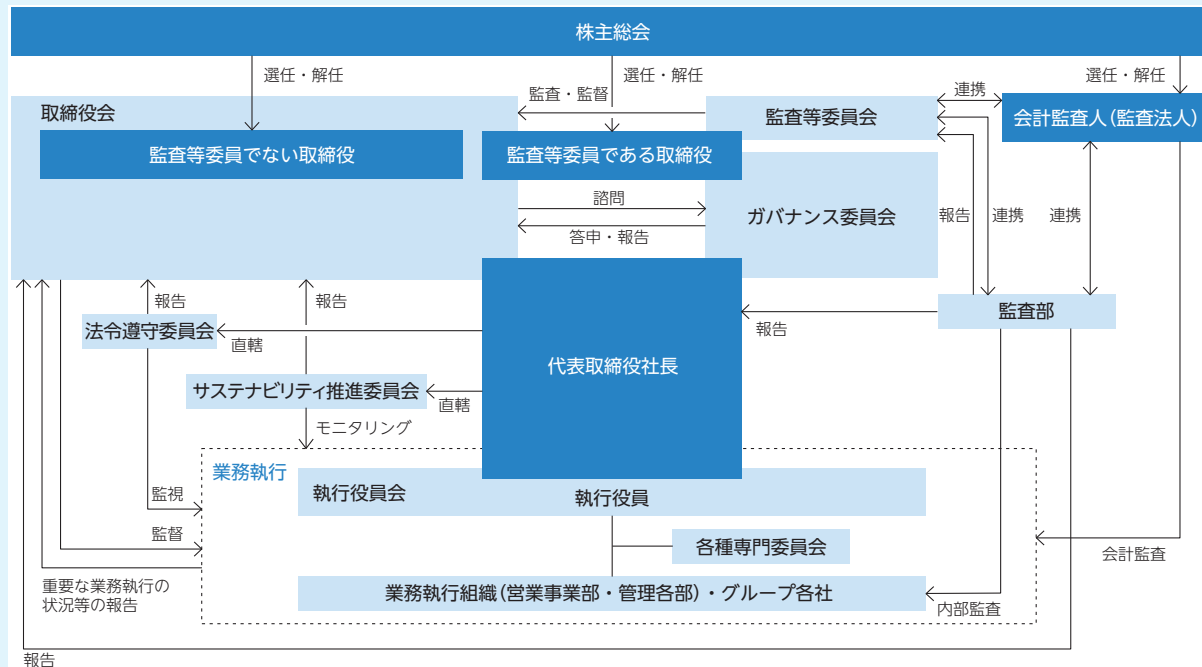 株主総会
選任・解任
選任・解任
選任・解任
監査・監督
連携
取締役会
監査等委員会
会計監査人(監査法人)
監査等委員でない取締役
監査等委員である取締役
諮問
ガバナンス委員会
報告
連携
連携
答申・報告
報告
報告
監査部
法令遵守委員会
直轄
報告
代表取締役社長
サステナビリティ推進委員会
直轄
モニタリング
業務執行
執行役員会
執行役員
監視
監督
各種専門委員会
会計監査
重要な業務執行の
状況等の報告
業務執行組織(営業事業部・管理各部)・グループ各社
内部監査
報告